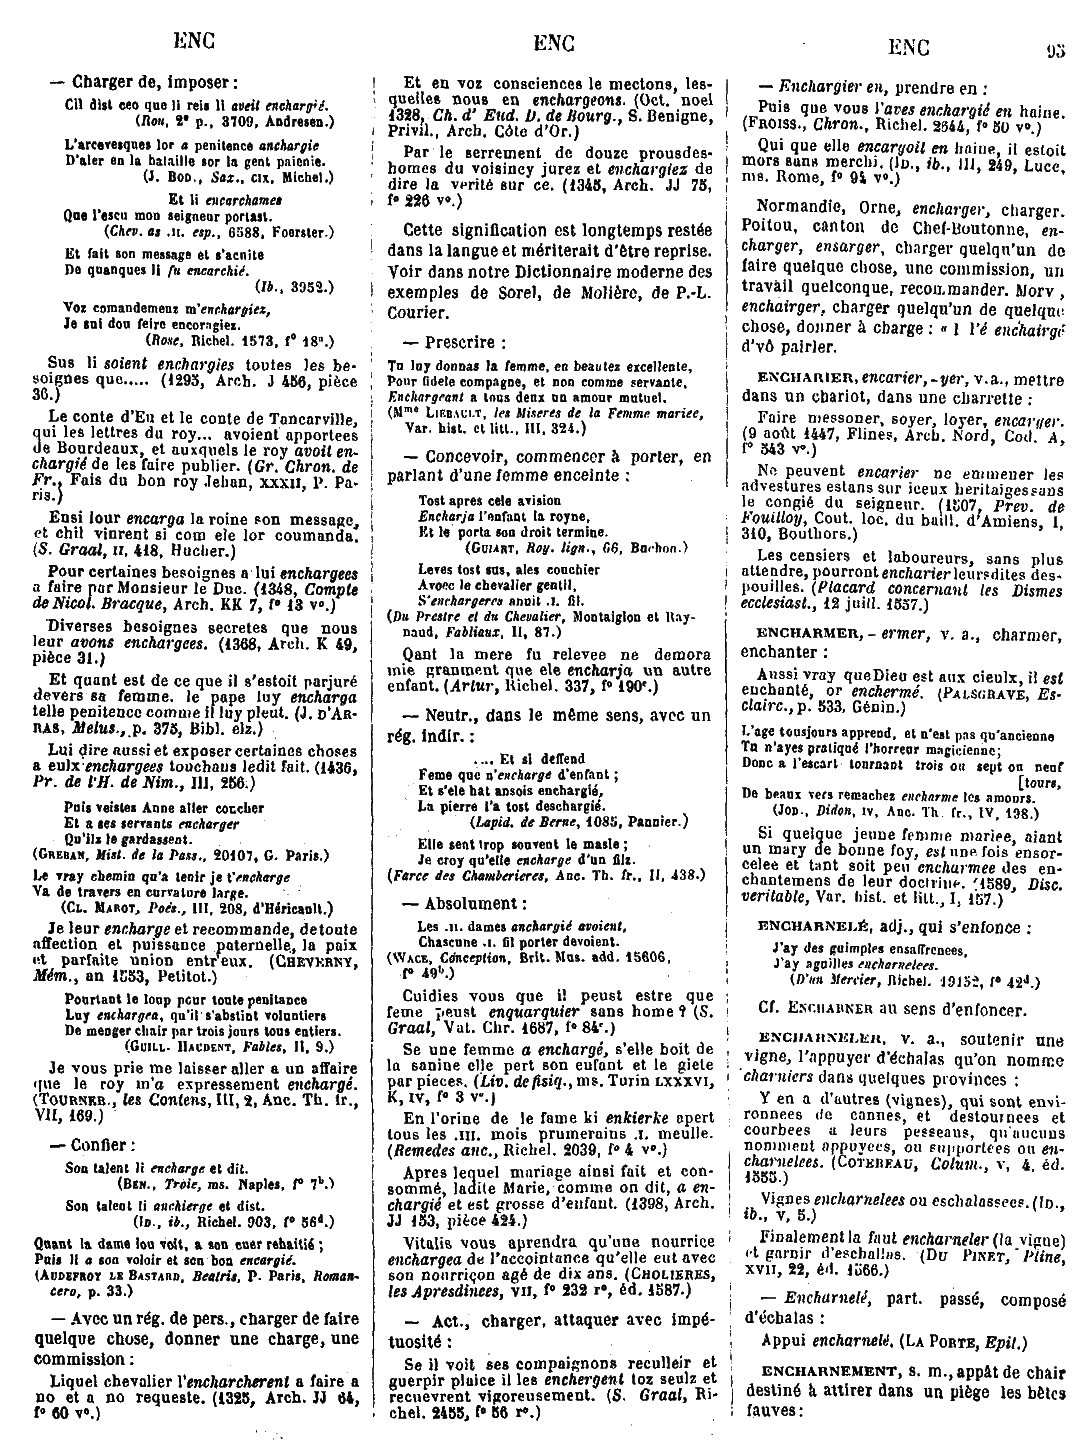 ENC
— Charger de, imposer :
Cil dist ceo que li reis li aveit enchargié.
(Rou, 2e p., 3709, Andresen.)
L'arcevesques lor a penitence anchargie
D'aler en la bataille sor la gent paienie.
(J. BOD., Sax., CIX, Michel.)
Et li encarchames
Que l'escu mon seigneur portast.
(Chev. as .II. esp., 6588, Foerster.)
Et fait son message et s'acuite
De quanques li fu encarchié.
(Ib., 3952.)
Voz comandemenz m'enchargiez,
Je sui dou feire encoragiez.
(Rose, Richel. 1573, f° 18a.)
Sus li soient enchargies toutes les be-
soignes que..... (1293, Arch. J 456, pièce
36.)
Le conte d'Eu et le conte de Tancarville,
qui les lettres du roy... avoient apportees
de Bourdeaux, et auxquels le roy avoit en-
chargié de les faire publier. (Gr. Chron. de
Fr., Fais du bon roy Jehan, XXXII, P. Pa-
ris.)
Ensi lour encarga la roine son message,
et chil vinrent si com ele lor coumanda.
(S. Graal, II, 418, Hucher.)
Pour certaines besoignes a lui enchargees
a faire par Monsieur le Duc. (1348, Compte
de Nicol. Bracque, Arch. KK 7, f° 13 v°.)
Diverses besoignes secretes que nous
leur avons enchargees. (1368, Arch. K 49,
pièce 31.)
Et quant est de ce que il s'estoit parjuré
devers sa femme. le pape luy encharga
telle penitence comme il luy pleut. (J. D'AR-
RAS, Melus., p. 375, Bibl. elz.)
Lui dire aussi et exposer certaines choses
a eulx enchargees touchans ledit fait. (1436,
Pr. de l'H. de Nim., III, 256.)
Puis veistes Anne aller coucher
Et a ses servants encharger
Qu'ilz le gardassent.
(GREBAN, Mist. de la Pass., 20107, G. Paris.)
Le vray chemin qu'a tenir je t'encharge
Va de travers en curvature large.
(CL. MAROT, Poés., III, 208, d'Héricault.)
Je leur encharge et recommande, de toute
affection et puissance paternelle, la paix
et parfaite union entr'eux. (CHEVERNY,
Mém., an 1553, Petitot.)
Pourtant le loup pour toute penitance
Luy enchargea, qu'il s'abstint voluntiers
De menger chair par trois jours tous entiers.
(GUILL. HAUDENT, Fables, II, 9.)
Je vous prie me laisser aller a un affaire
que le roy m'a expressement enchargé.
(TOURNEB., les Contens, III, 2, Anc. Th. fr.,
VII, 169.)
— Confier :
Son talent li encharge et dit.
(BEN., Troie, ms. Naples, f° 7b.)
Son talent li anchierge et dist.
(ID., ib., Richel. 903, f° 56d.)
Quant la dame lou voit, a son cuer rehaitié ;
Puis li a son voloir et son bon encargié.
(AUDEFROY LE BASTARD, Beatris, P. Paris, Roman-
cero, p. 33.)
— Avec un rég. de pers., charger de faire
quelque chose, donner une charge, une
commission :
Liquel chevalier l'encharcherent a faire a
no et a no requeste. (1325, Arch. JJ 64,
f° 60 v°.)
ENC
Et en voz consciences le mectons, les-
quelles nous en enchargeons. (Oct. noel
1328, Ch. d' Eud. D. de Bourg., S. Benigne,
Privil., Arch. Côte d'Or.)
Par le serrement de douze prousdes-
homes du voisincy jurez et enchargiez de
dire la verité sur ce. (1345, Arch. JJ 75,
f° 226 v°.)
Cette signification est longtemps restée
dans la langue et mériterait d'être reprise.
Voir dans notre Dictionnaire moderne des
exemples de Sorel, de Molière, de P.-L.
Courier.
— Prescrire :
Tu luy donnas la femme, en beautez excellente,
Pour fidele compagne, et non comme servante,
Enchargeant a tous deux un amour mutuel.
(Mme LIEBAULT, les Miseres de la Femme mariee,
Var. hist. et litt., III, 324.)
— Concevoir, commencer à porter, en
parlant d'une femme enceinte :
Tost apres cele avision
Encharja l'enfant la royne,
Et le porta son droit termine.
(GUIART, Roy. lign., 66, Buchon.)
Leves tost sus, ales couchier
Avoec le chevalier gentil,
S'enchargerez anuit .I. fil.
(Du Prestre et du Chevalier, Montaiglon et Ray-
naud, Fabliaux, II, 87.)
Qant la mere fu relevee ne demora
mie granment que ele encharja un autre
enfant. (Artur, Richel. 337, f° 190c.)
— Neutr., dans le même sens, avec un
rég. indir. :
.... Et si deffend
Feme que n'encharge d'enfant ;
Et s'ele hat ansois enchargié,
La pierre l'a tost deschargié.
(Lapid. de Berne, 1085, Pannier.)
Elle sent trop souvent le masle ;
Je croy qu'elle encharge d'un filz.
(Farce des Chamberieres, Anc. Th. fr., II, 438.)
— Absolument :
Les .II. dames anchargié avoient,
Chascune .I. fil porter devoient.
(WACE, Conception, Brit. Mus. add. 15606,
f° 49b.)
Cuidies vous que il peust estre que
feme peust enquarquier sans home ? (S.
Graal, Vat. Chr. 1687, f° 84c.)
Se une femme a enchargé, s'elle boit de
la sanine elle pert son enfant et le giete
par pieces. (Liv. de fisiq., ms. Turin LXXXVI,
K, IV, f° 3 v°.)
En l'orine de le fame ki enkierke apert
tous les .III. mois prumerains .I. meulle.
(Remedes anc., Richel. 2039, f° 4 v°.)
Apres lequel mariage ainsi fait et con-
sommé, ladite Marie, comme on dit, a en-
chargié et est grosse d'enfant. (1398, Arch.
JJ 153, pièce 424.)
Vitalis vous aprendra qu'une nourrice
enchargea de l'accointance qu'elle eut avec
son nourriçon agé de dix ans. (CHOLIERES,
les Apresdinees, VII, f° 232 r°, éd. 1587.)
— Act., charger, attaquer avec impé-
tuosité :
Se il voit ses compaignons reculleir et
guerpir pluice il les enchergent toz seulz et
recuevrent vigoreusement. (S. Graal, Ri-
chel. 2455, f° 56 r°.)
ENC 95
— Enchargier en, prendre en :
Puis que vous l'aves enchargié en haine.
(FROISS., Chron., Richel. 2644, f° 50 v°.)
Qui que elle encargoit en haine, il estoit
mors sans merchi. (ID., ib., III, 249, Luce,
ms. Rome, f° 94 v°.)
Normandie, Orne, encharger, charger.
Poitou, canton de Chef-Boutonne, en-
charger, ensarger, charger quelqu'un de
faire quelque chose, une commission, un
travail quelconque, recommander. Morv ,
enchairger, charger quelqu'un de quelque
chose, donner à charge : « I l'é enchairgé
d'vô pairler.
ENCHARIER, encarier, -yer, v.a., mettre
dans un chariot, dans une charrette :
Faire messoner, soyer, loyer, encaryer.
(9 août 1447, Flines, Arch. Nord, Cod. A,
f° 543 v°.)
Ne peuvent encarier ne enmener les
advestures estans sur iceux heritaiges sans
le congié du seigneur. (1507, Prev. de
Fouilloy, Cout. loc. du baill. d'Amiens, I,
310, Bouthors.)
Les censiers et laboureurs, sans plus
attendre, pourront encharier leursdites des-
pouilles. (Placard concernant les Dismes
ecclesiast., 12 juill. 1557.)
ENCHARMER, - ermer, v. a., charmer,
enchanter :
Aussi vray que Dieu est aux cieulx, il est
enchanté, or enchermé. (PALSGRAVE, Es-
clairc., p. 533, Génin.)
L'age tousjours apprend, et n'est pas qu'ancienne
Tu n'ayes pratiqué l'horreur magicienne;
Donc a l'escart tournant trois ou sept ou neuf
[tours,
De beaux vers remachez encharme les amours.
(JOD., Didon, IV, Anc. Th. fr., IV, 198.)
Si quelque jeune femme mariee, aiant
un mary de bonne foy, est une fois ensor-
celee et tant soit peu encharmee des en-
chantemens de leur doctrine. (1589, Disc.
veritable, Var. hist. et litt., I, 157.)
ENCHARNELÉ, adj., qui s'enfonce :
J'ay des guimples ensaffrenees,
J'ay aguilles encharnelees.
(D'un Mercier, Richel. 19152, f° 42d.)
Cf. ENCHARNER au sens d'enfoncer.
ENCHARNELER, v. a., soutenir une
vigne, l'appuyer d'échalas qu'on nomme
charniers dans quelques provinces :
Y en a d'autres (vignes), qui sont envi-
ronnees de cannes, et destournees et
courbees a leurs pesseaus, qu'aucuns
nomment appuyees, ou supportees ou en-
charnelees. (COTEREAU, Colum., V, 4, éd.
1555.)
Vignes encharnelees ou eschalassees. (ID.,
ib., V, 5.)
Finalement la faut encharneler (la vigne)
et garnir d'eschallas. (DU PINET, Pline,
XVII, 22, éd. 1566.)
— Encharnelé, part. passé, composé
d'échalas :
Appui encharnelé. (LA PORTE, Epit.)
ENCHARNEMENT, s. m., appât de chair
destiné à attirer dans un piège les bêtes
fauves :